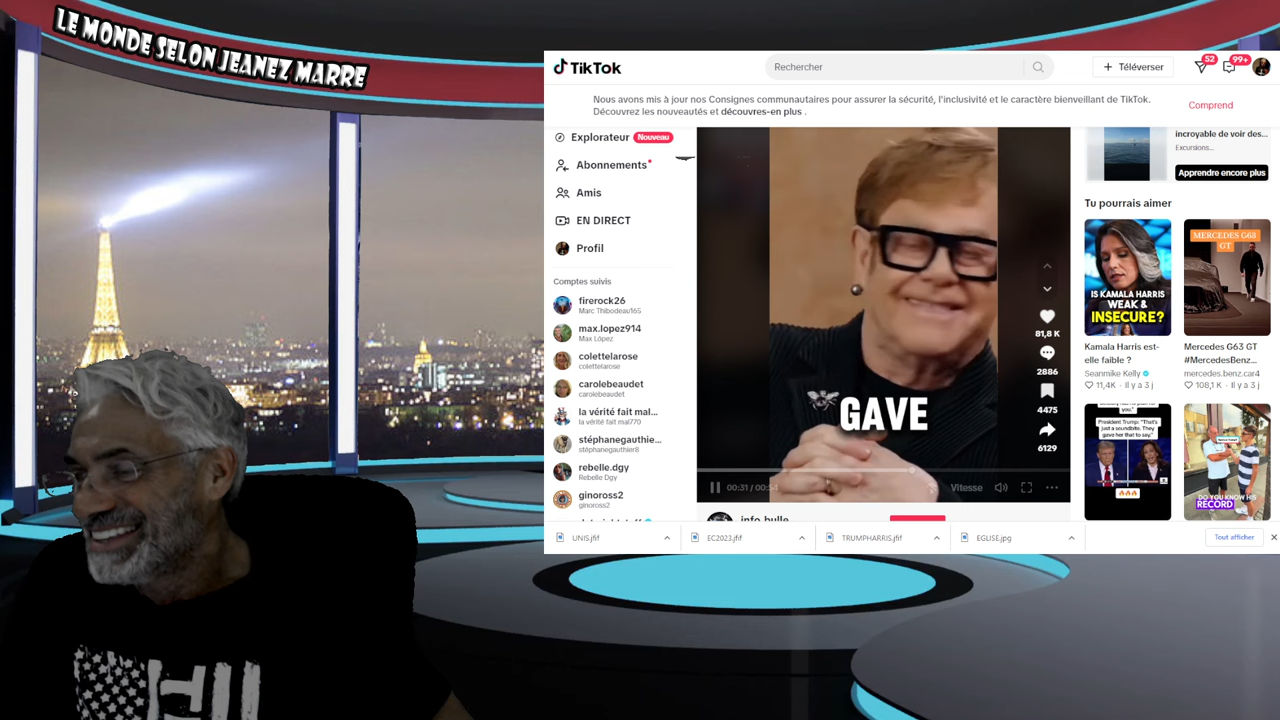 LE MONDE SELON JEANEZ MARRE
TikTok
Rechercher
Téléverser
52
99+
Nous avons mis à jour nos Consignes communautaires pour assurer la sécurité, l'inclusivité et le caractère bienveillant de TikTok.
Découvrez les nouveautés et découvres-en plus .
Comprend
Explorateur Nouveau
Abonnements
Amis
EN DIRECT
Profil
Comptes suivis
firerock26
Marc Thibodeau165
max.lopez914
Max López
colettelarose
colettelarose
carolebeaudet
carolebeaudet
la vérité fait mal...
la vérité fait mal770
stéphanegauthie...
stéphanegauthier8
rebelle.dgy
Rebelle Dgy
ginoross2
ginoross2
GAVE
00:31 / 00:54
Vitesse
info.bulle
81,8 K
2886
4475
6129
incroyable de voir des...
Excursions...
Apprendre encore plus
Tu pourrais aimer
IS KAMALA HARRIS
WEAK &
INSECURE?
Kamala Harris est-
elle faible ?
Seanmike Kelly
11,4K · Il y a 3 j
MERCEDES G63
GT
Mercedes G63 GT
#MercedesBenz...
mercedes.benz.car4
108,1 K · Il y a 3 j
you."
President Trump: "That's
just a soundbite. They
gave her that to say."
DO YOU KNOW HIS
RECORD
UNIS.jfif
EC2023.jfif
TRUMPHARRIS.jfif
EGLISE.jpg
Tout afficher